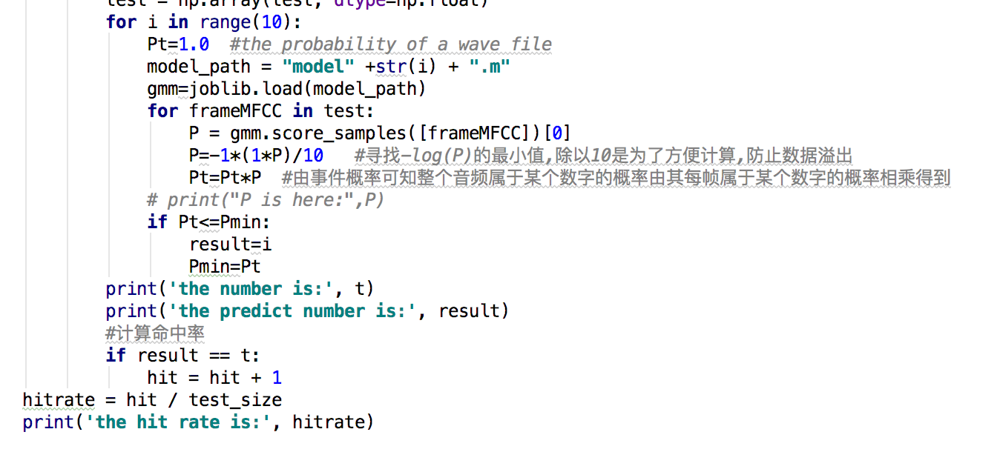 test = np.array(test, dtype=np.float)
for i in range(10):
Pt=1.0  #the probability of a wave file
model_path = "model" +str(i) + ".m"
gmm=joblib.load(model_path)
for frameMFCC in test:
P = gmm.score_samples([frameMFCC])[0]
P=-1*(1*P)/10   #寻找-log(P)的最小值,除以10是为了方便计算,防止数据溢出
Pt=Pt*P  #由事件概率可知整个音频属于某个数字的概率由其每帧属于某个数字的概率相乘得到
# print("P is here:",P)
if Pt<=Pmin:
result=i
Pmin=Pt
print('the number is:', t)
print('the predict number is:', result)
#计算命中率
if result == t:
hit = hit + 1
hitrate = hit / test_size
print('the hit rate is:', hitrate)